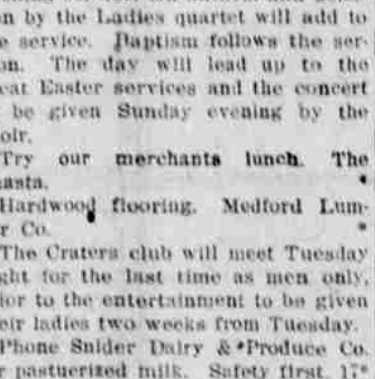 on by the Ladies quartet will add to
e service. Baptism follows the ser-
on. The day will lead up to the
eat Easter services and the concert
be given Sunday evening by the
oir.
Try our merchants lunch. The
asta. *
Hardwood flooring. Medford Lum-
r Co. *
The Craters club will meet Tuesday
ght for the last time as men only,
ior to the entertainment to be given
eir ladies two weeks from Tuesday.
Phone Snider Dairy & Produce Co.
r pastuerized milk. Safety first. 17*